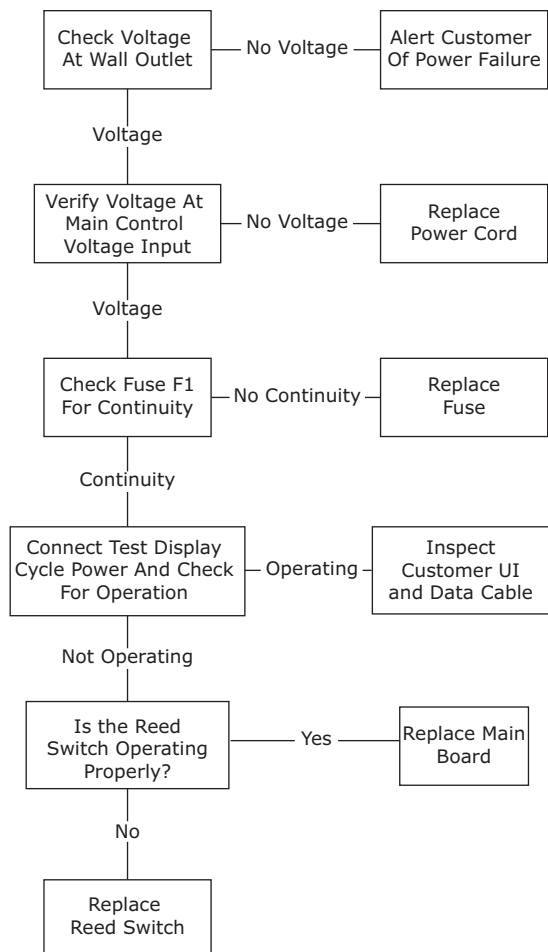 Check Voltage
At Wall Outlet
No Voltage
Alert Customer
Of Power Failure
Voltage
Verify Voltage At
Main Control
Voltage Input
No Voltage
Replace
Power Cord
Voltage
Check Fuse F1
For Continuity
No Continuity
Replace
Fuse
Continuity
Connect Test Display
Cycle Power And Check
For Operation
Operating
Inspect
Customer UI
and Data Cable
Not Operating
Is the Reed
Switch Operating
Properly?
Yes
Replace Main
Board
No
Replace
Reed Switch